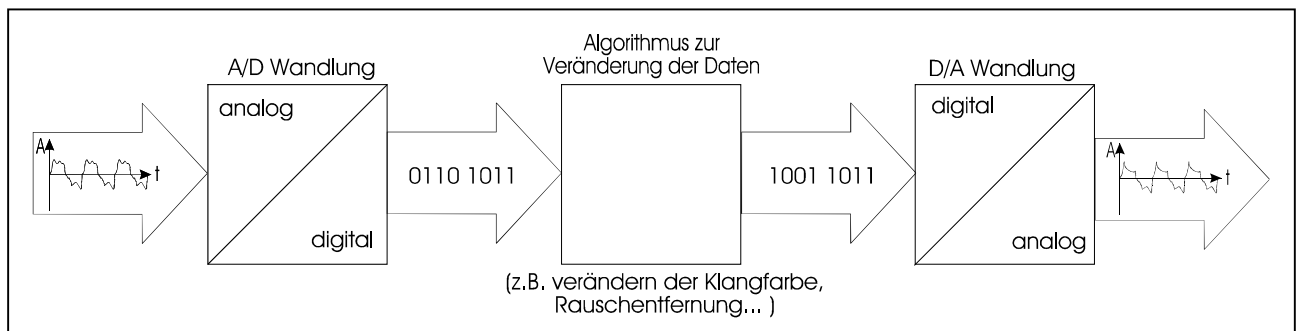 A/D Wandlung
analog
digital
A
t
0110 1011
Algorithmus zur
Veränderung der Daten
(z.B. verändern der Klangfarbe,
Rauschentfernung... )
1001 1011
D/A Wandlung
digital
analog
A
t